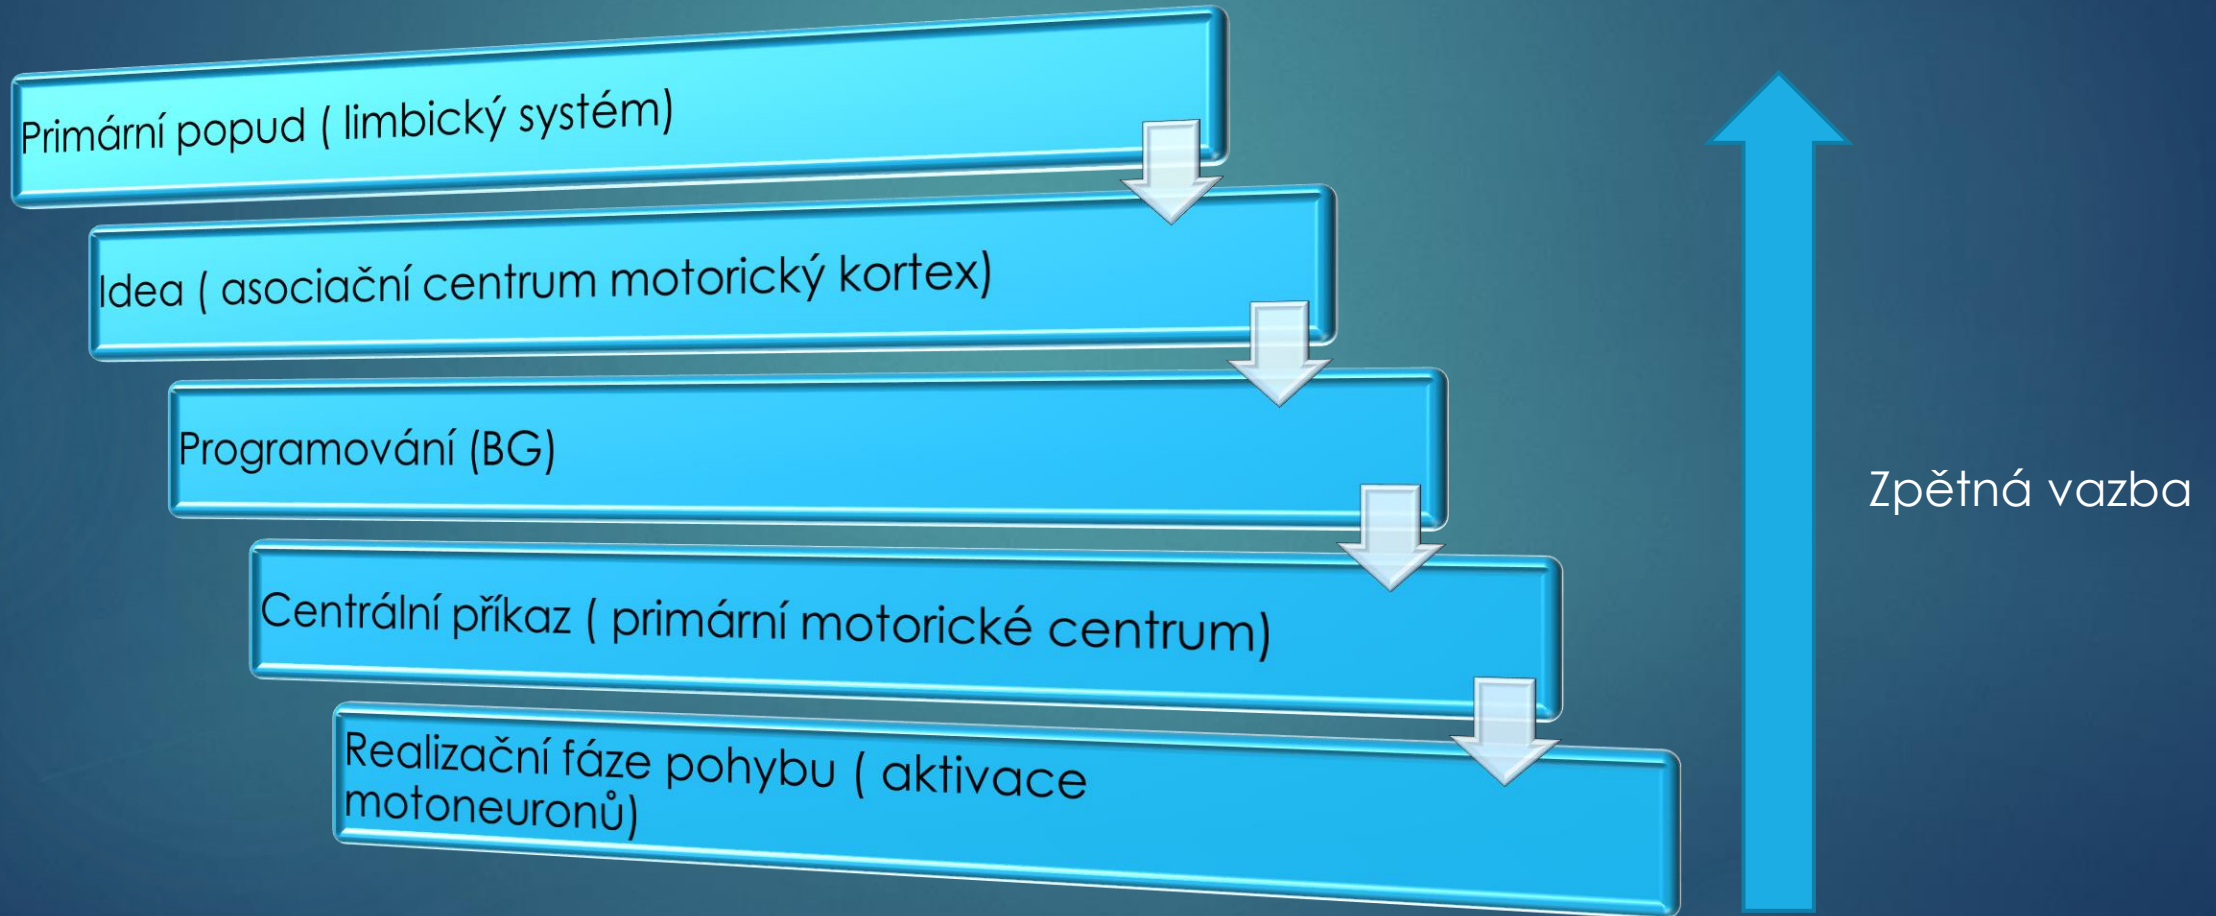 Primární popud ( limbický systém)
Idea ( asociační centrum motorický kortex)
Programování (BG)
Zpětná vazba
Centrální příkaz ( primární motorické centrum)
Realizační fáze pohybu ( aktivace
motoneuronů)